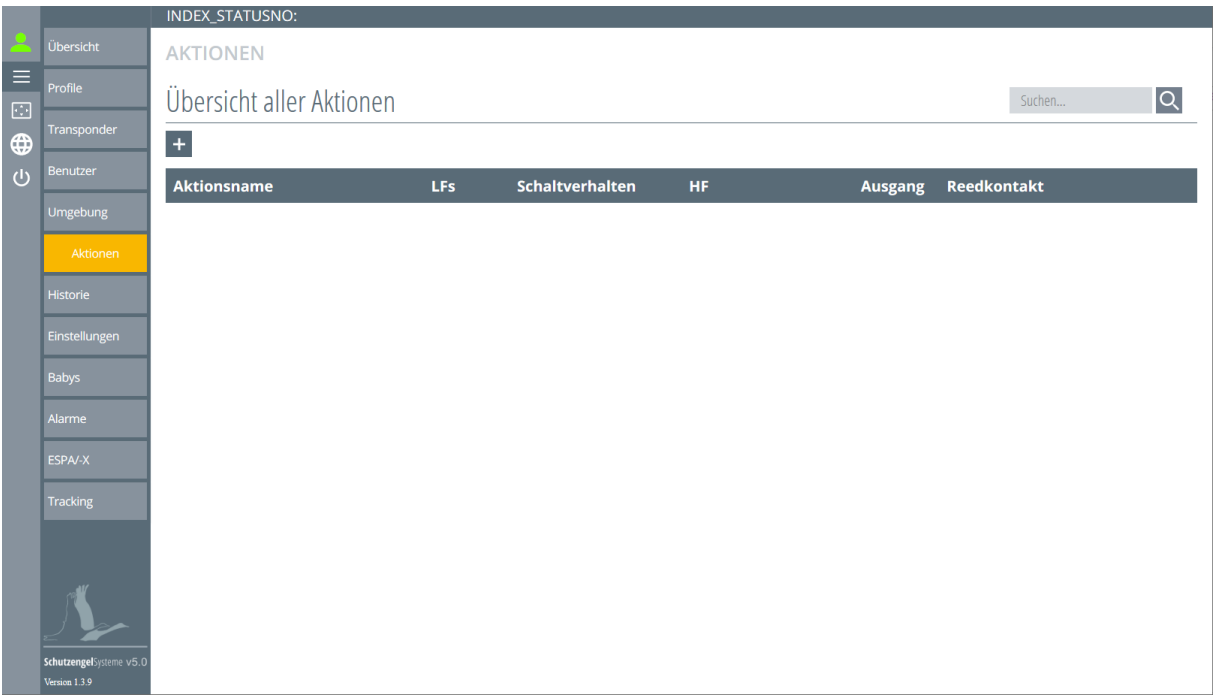 INDEX_STATUSNO:
Übersicht
Profile
Transponder
Benutzer
Umgebung
Aktionen
Historie
Einstellungen
Babys
Alarme
ESPA/-X
Tracking
SchutzengelSysteme v5.0
Version 1.3.9
AKTIONEN
Übersicht aller Aktionen
Suchen...
+
Aktionsname LFs Schaltverhalten HF Ausgang Reedkontakt